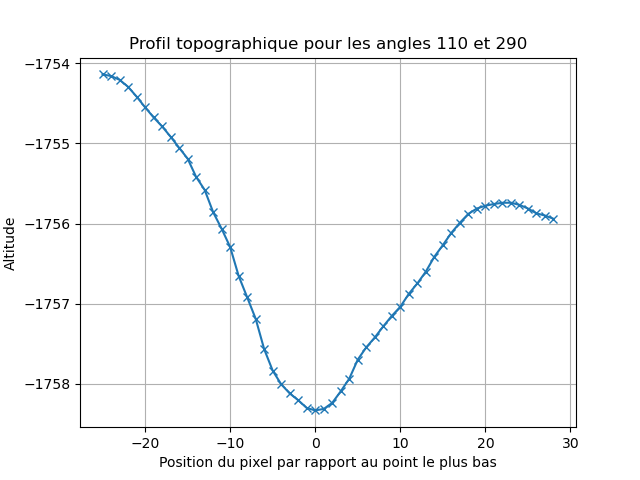 Profil topographique pour les angles 110 et 290
−1754
−1755
−1756
−1757
−1758
Altitude
−20 −10 0 10 20 30
Position du pixel par rapport au point le plus bas